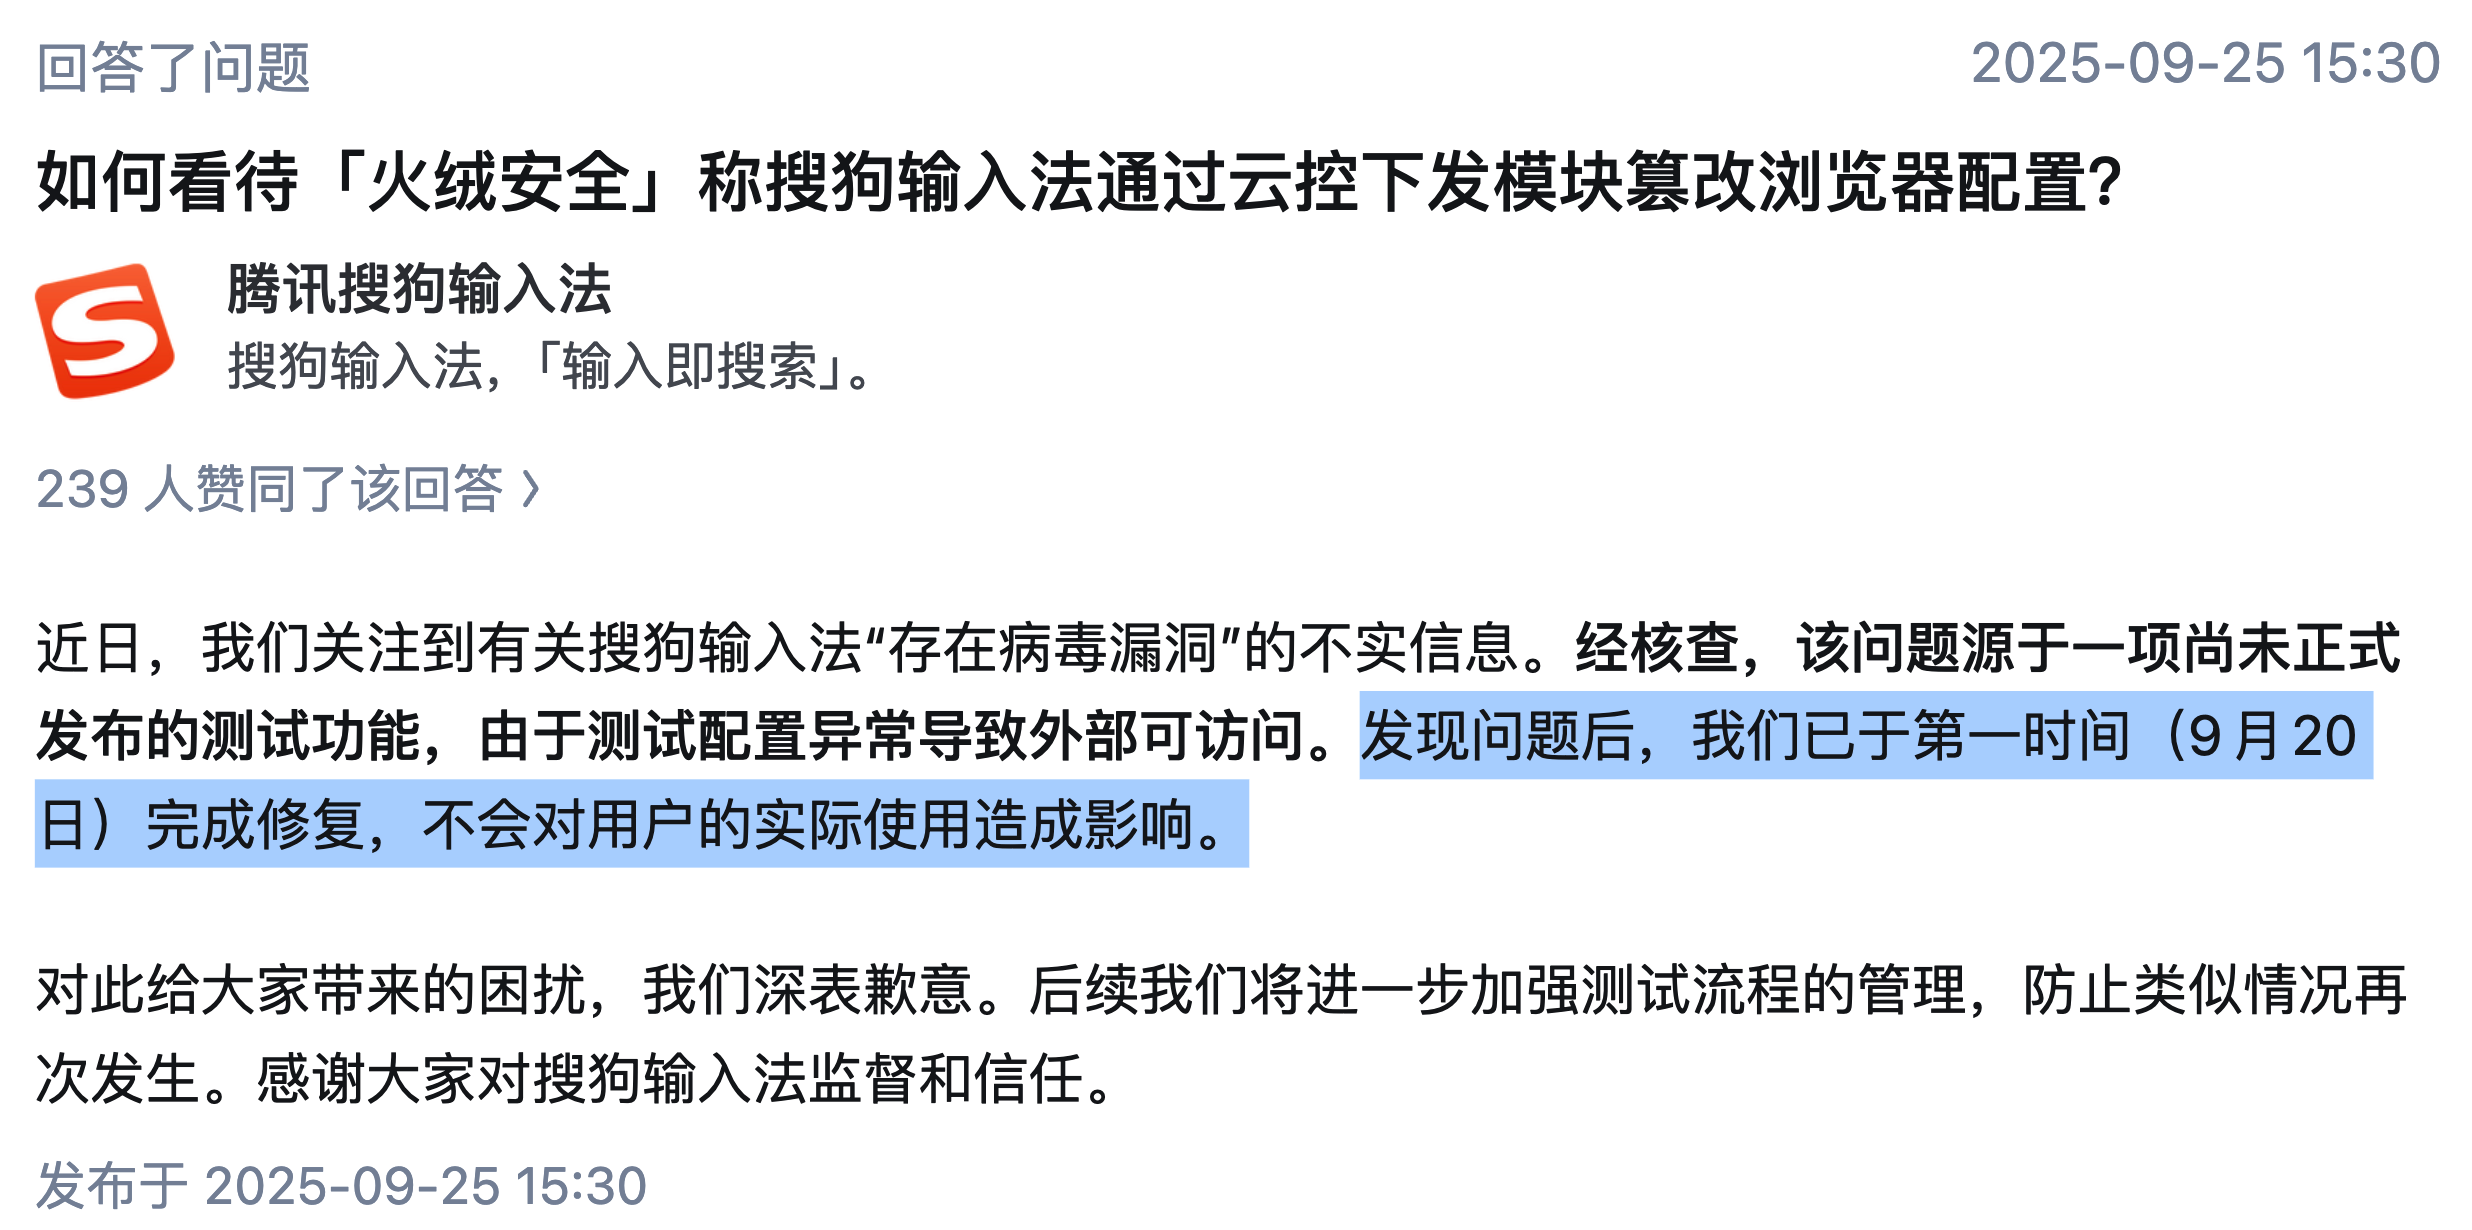 回答了问题
2025-09-25 15:30
如何看待「火绒安全」称搜狗输入法通过云控下发模块篡改浏览器配置?
腾讯搜狗输入法
搜狗输入法，「输入即搜索」。
239 人赞同了该回答 >
近日，我们关注到有关搜狗输入法“存在病毒漏洞”的不实信息。经核查，该问题源于一项尚未正式
发布的测试功能，由于测试配置异常导致外部可访问。发现问题后，我们已于第一时间（9 月 20
日）完成修复，不会对用户的实际使用造成影响。
对此给大家带来的困扰，我们深表歉意。后续我们将进一步加强测试流程的管理，防止类似情况再
次发生。感谢大家对搜狗输入法监督和信任。
发布于 2025-09-25 15:30